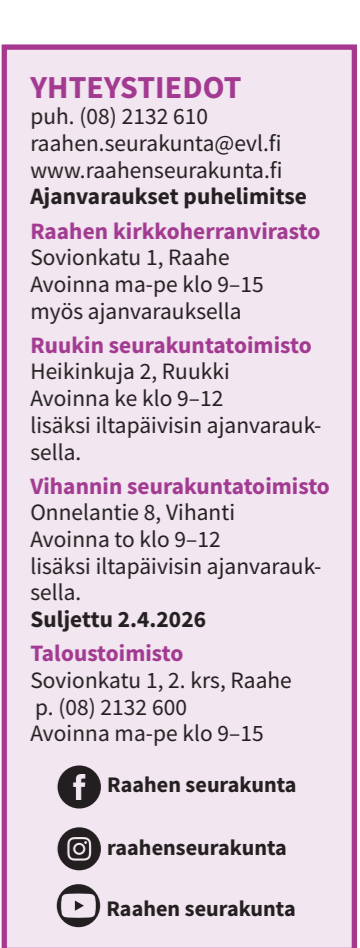 YHTEYSTIEDOT
puh. (08) 2132 610
raahen.seurakunta@evl.fi
www.raahenseurakunta.fi
Ajanvaraukset puhelimitse
Raahen kirkkoherranvirasto
Sovionkatu 1, Raahe
Avoinna ma-pe klo 9–15
myös ajanvarauksella
Ruukin seurakuntatoimisto
Heikinkuja 2, Ruukki
Avoinna ke klo 9–12
lisäksi iltapäivisin ajanvarauk-
sella.
Vihannin seurakuntatoimisto
Onnelantie 8, Vihanti
Avoinna to klo 9–12
lisäksi iltapäivisin ajanvarauk-
sella.
Suljettu 2.4.2026
Taloustoimisto
Sovionkatu 1, 2. krs, Raahe
p. (08) 2132 600
Avoinna ma-pe klo 9–15
Raahen seurakunta
raahenseurakunta
Raahen seurakunta